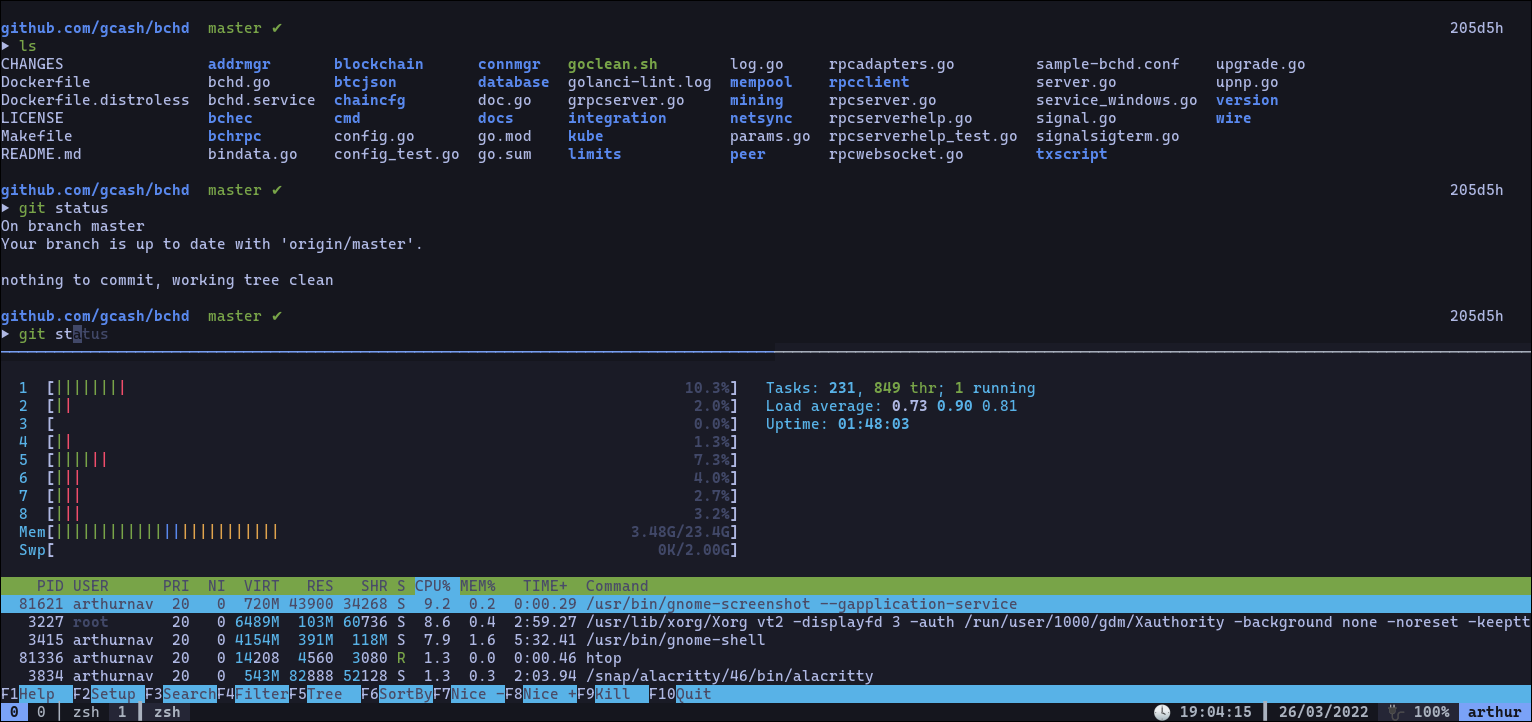 github.com/gcash/bchd master ✔ 205d5h
▶ ls
CHANGES addrmgr blockchain connmgr goclean.sh log.go rpcadapters.go sample-bchd.conf upgrade.go
Dockerfile bchd.go btcjson database golanci-lint.log mempool rpcclient server.go upnp.go
Dockerfile.distroless bchd.service chaincfg doc.go grpcserver.go mining rpcserver.go service_windows.go version
LICENSE bchec cmd docs integration netsync rpcserverhelp.go signal.go wire
Makefile bchrpc config.go go.mod kube params.go rpcserverhelp_test.go signalsigterm.go
README.md bindata.go config_test.go go.sum limits peer rpcwebsocket.go txscript
github.com/gcash/bchd master ✔ 205d5h
▶ git status
On branch master
Your branch is up to date with 'origin/master'.
nothing to commit, working tree clean
github.com/gcash/bchd master ✔ 205d5h
▶ git status
1 [|||||||| 10.3%] Tasks: 231, 849 thr; 1 running
2 [|| 2.0%] Load average: 0.73 0.90 0.81
3 [ 0.0%] Uptime: 01:48:03
4 [|| 1.3%]
5 [|||||| 7.3%]
6 [||| 4.0%]
7 [||| 2.7%]
8 [||| 3.2%]
Mem[||||||||||||||||||||||||| 3.48G/23.4G]
Swp[ 0K/2.00G]
PID USER PRI NI VIRT RES SHR S CPU% MEM% TIME+ Command
81621 arthurnav 20 0 720M 43900 34268 S 9.2 0.2 0:00.29 /usr/bin/gnome-screenshot --gapplication-service
3227 root 20 0 6489M 103M 60736 S 8.6 0.4 2:59.27 /usr/lib/xorg/Xorg vt2 -displayfd 3 -auth /run/user/1000/gdm/Xauthority -background none -noreset -keeptt
3415 arthurnav 20 0 4154M 391M 118M S 7.9 1.6 5:32.41 /usr/bin/gnome-shell
81336 arthurnav 20 0 14208 4560 3080 R 1.3 0.0 0:00.46 htop
3834 arthurnav 20 0 543M 82888 52128 S 1.3 0.3 2:03.94 /snap/alacritty/46/bin/alacritty
F1Help F2Setup F3SearchF4FilterF5Tree F6SortByF7Nice -F8Nice +F9Kill F10Quit
0 0 | zsh 1 | zsh 19:04:15 | 26/03/2022 100% arthur